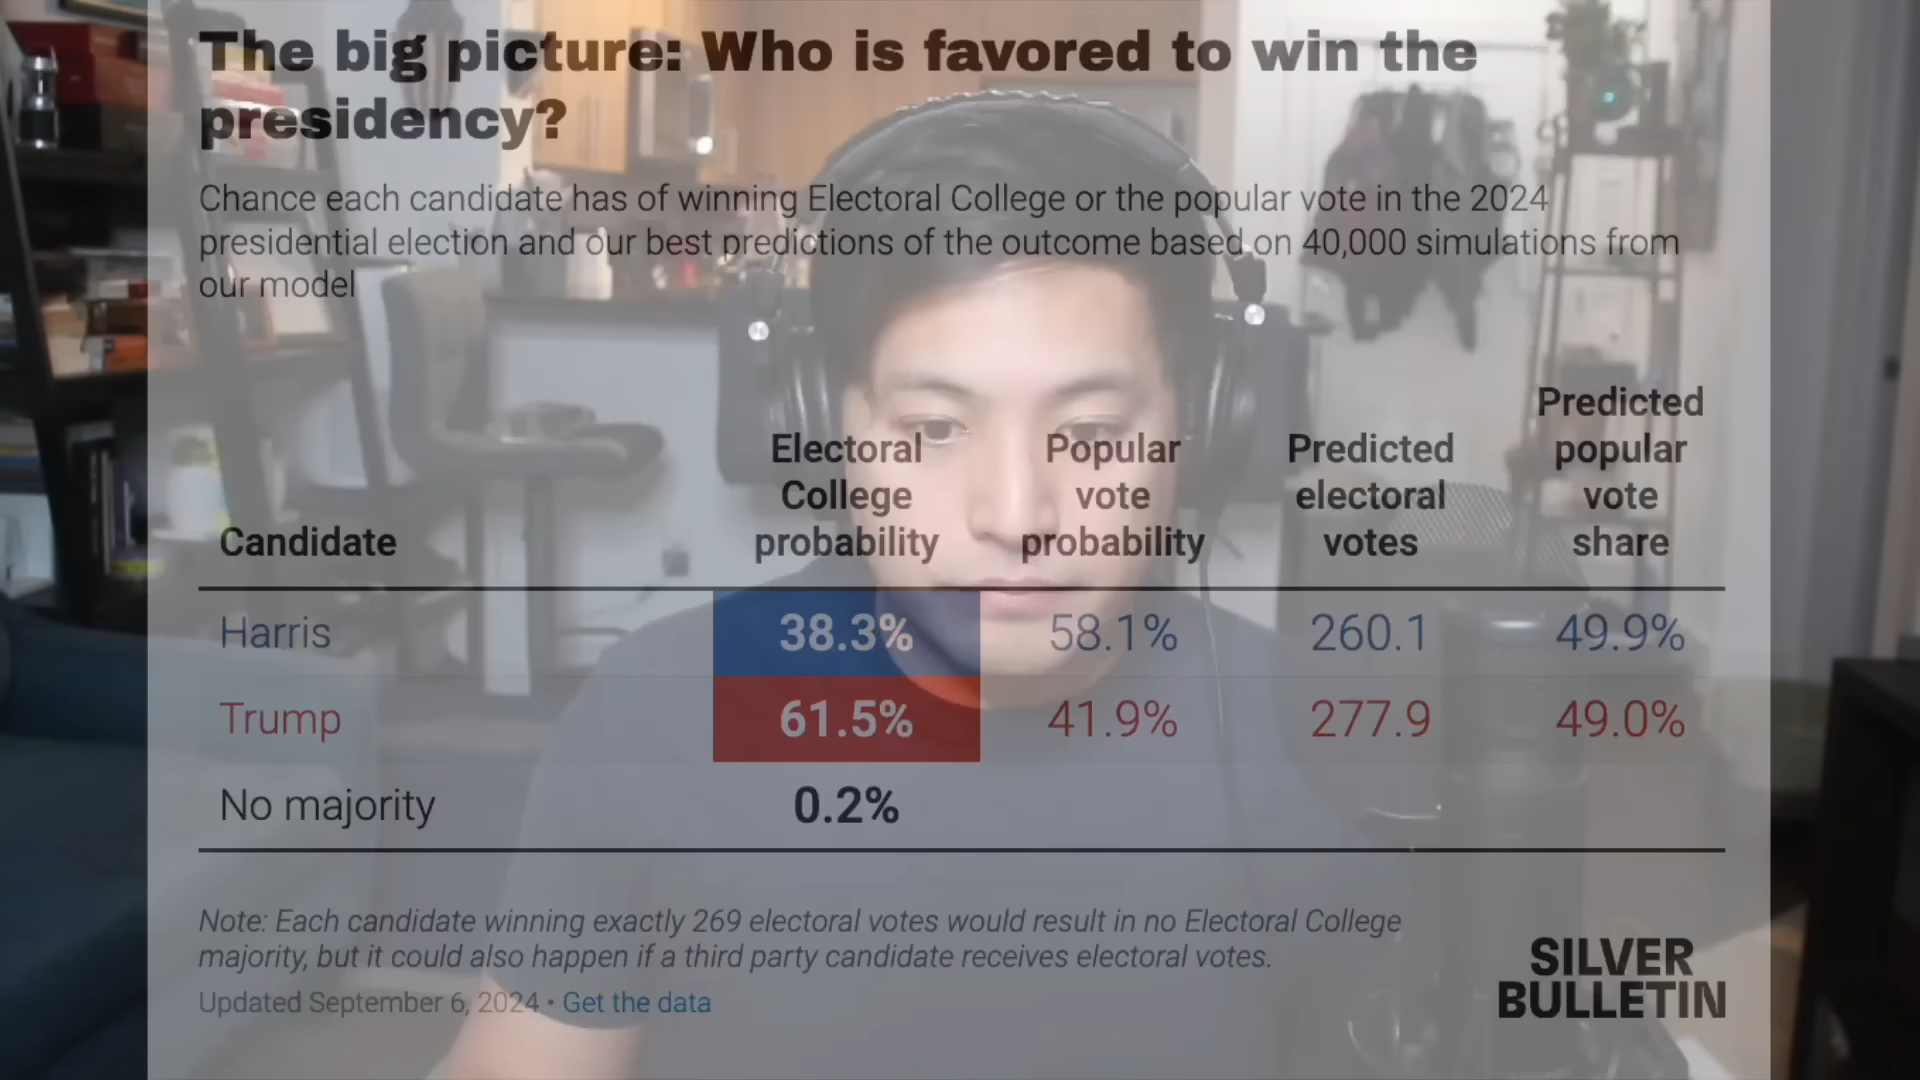 The big picture: Who is favored to win the
presidency?
Chance each candidate has of winning Electoral College or the popular vote in the 2024
presidential election and our best predictions of the outcome based on 40,000 simulations from
our model
Candidate Electoral College probability Popular vote probability Predicted electoral votes Predicted popular vote share
Harris 38.3% 58.1% 260.1 49.9%
Trump 61.5% 41.9% 277.9 49.0%
No majority 0.2%
Note: Each candidate winning exactly 269 electoral votes would result in no Electoral College
majority, but it could also happen if a third party candidate receives electoral votes.
Updated September 6, 2024 • Get the data
SILVER
BULLETIN